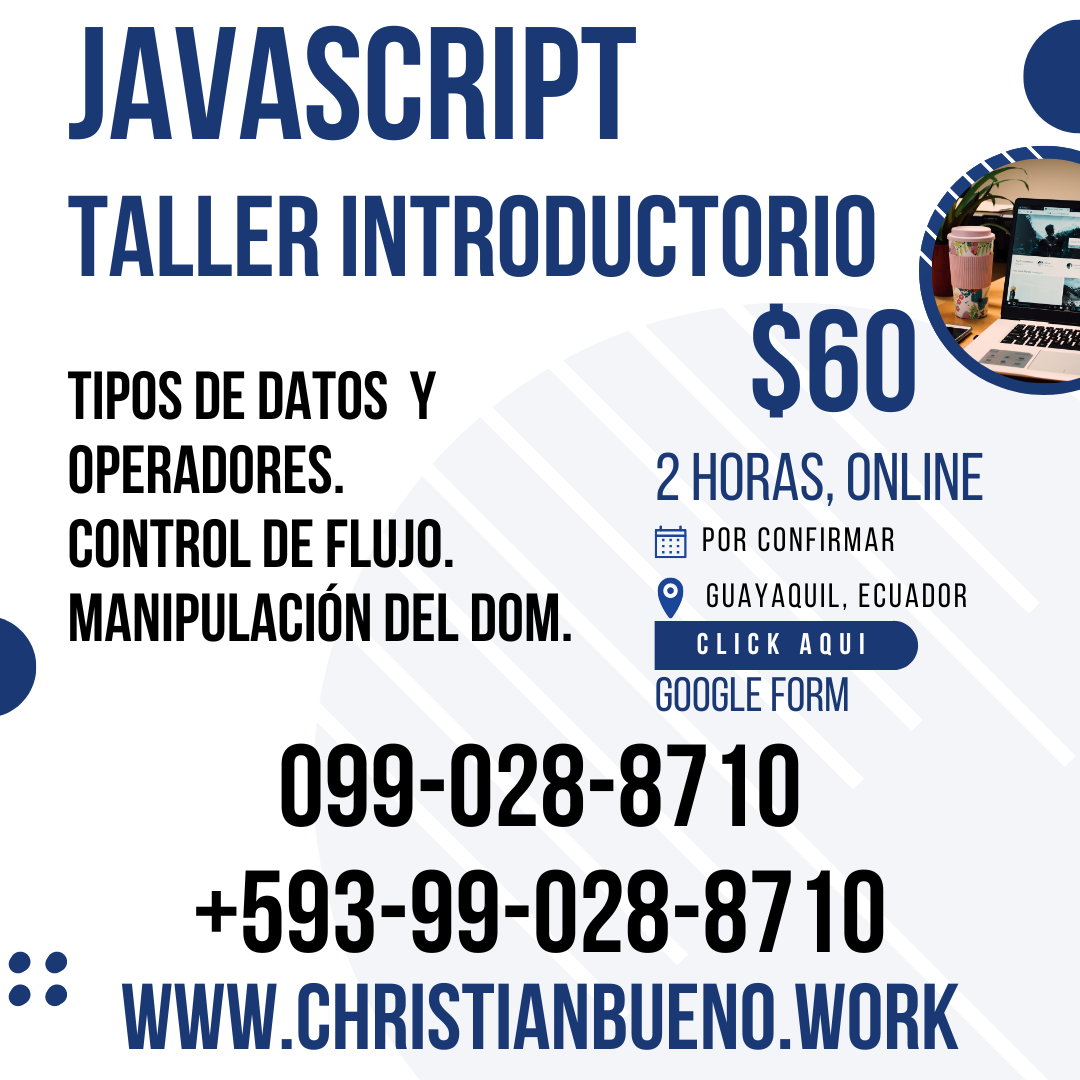 JAVASCRIPT
TALLER INTRODUCTORIO
$60
TIPOS DE DATOS Y
OPERADORES.
CONTROL DE FLUJO.
MANIPULACIÓN DEL DOM.
2 HORAS, ONLINE
POR CONFIRMAR
GUAYAQUIL, ECUADOR
CLICK AQUI
GOOGLE FORM
099-028-8710
+593-99-028-8710
WWW.CHRISTIANBUENO.WORK